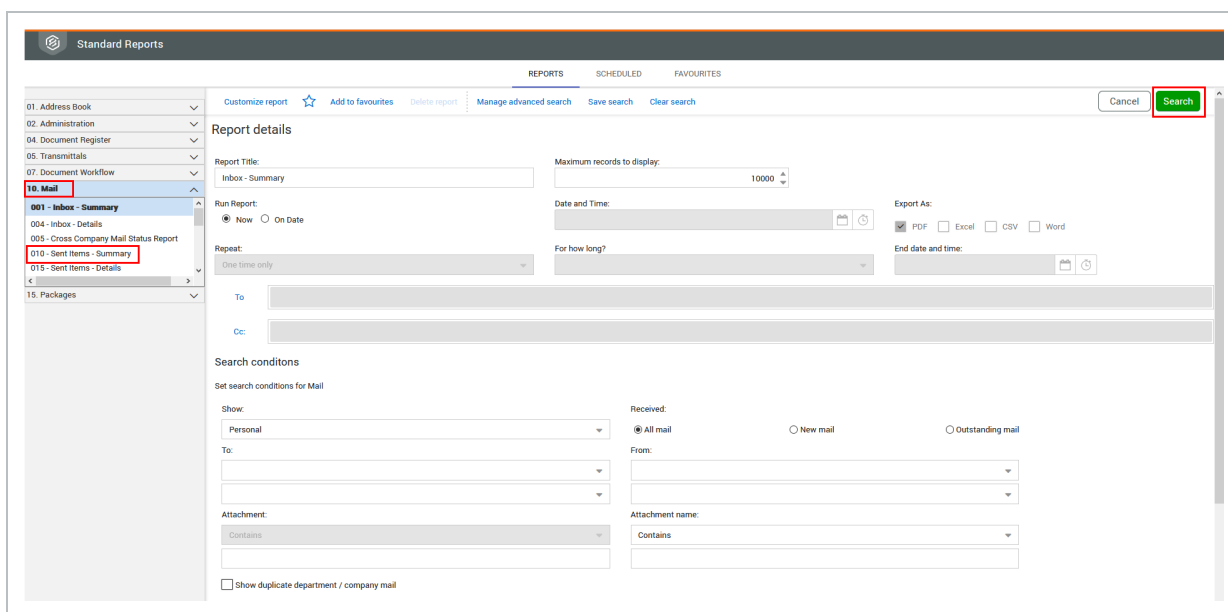 Standard Reports
REPORTS SCHEDULED FAVOURITES
01. Address Book
02. Administration
04. Document Register
05. Transmittals
07. Document Workflow
10. Mail
001 - Inbox - Summary
004 - Inbox - Details
005 - Cross Company Mail Status Report
010 - Sent Items - Summary
015 - Sent Items - Details
15. Packages
Customize report Add to favourites Delete report Manage advanced search Save search Clear search Cancel Search
Report details
Report Title: Maximum records to display:
Inbox - Summary 10000
Run Report: Date and Time: Export As:
Now On Date PDF Excel CSV Word
Repeat: For how long? End date and time:
One time only
To
Cc:
Search conditons
Set search conditions for Mail
Show: Received:
Personal All mail New mail Outstanding mail
To: From:
Attachment: Attachment name:
Contains Contains
Show duplicate department / company mail